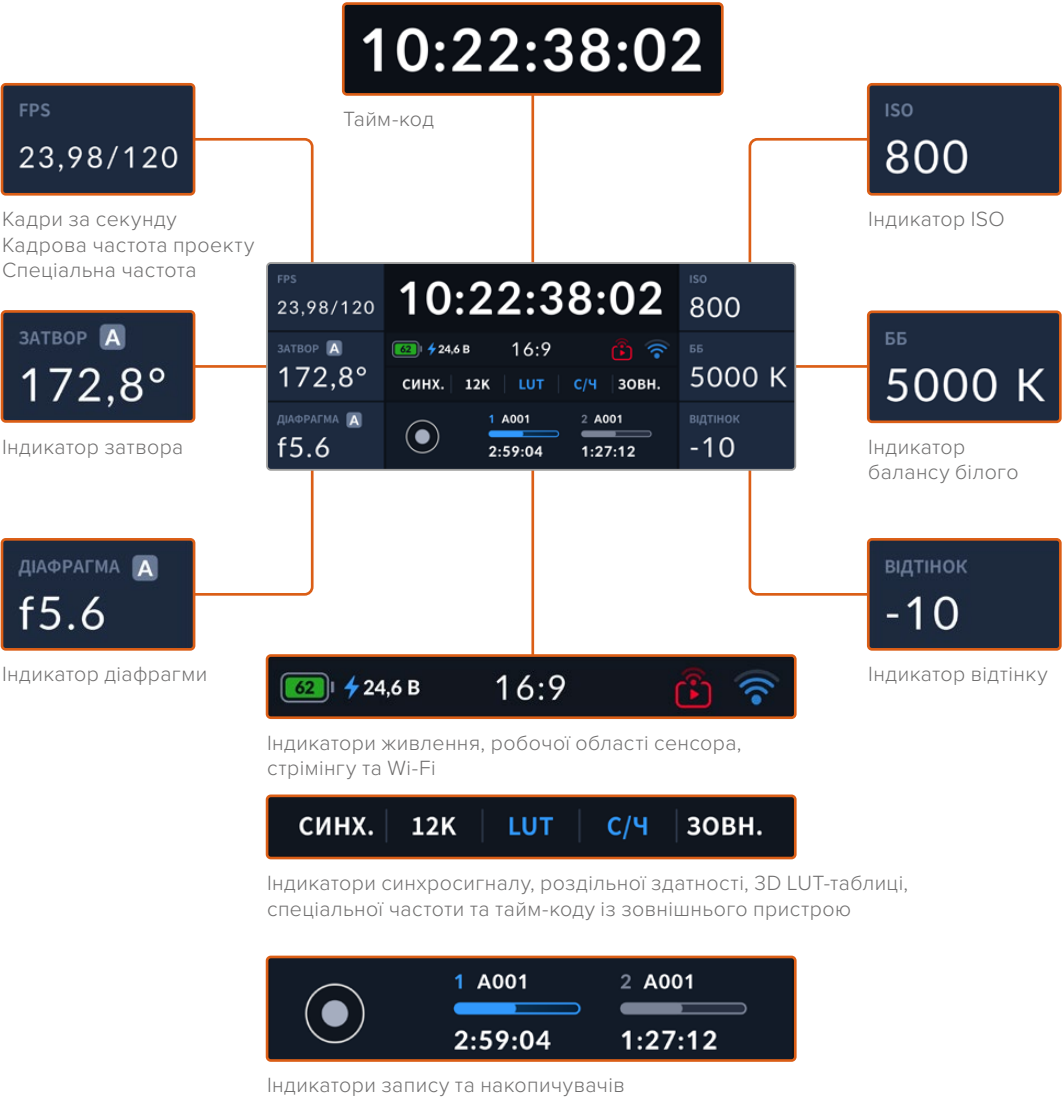 10:22:38:02
Тайм-код
FPS
23,98/120
Кадри за секунду
Кадрова частота проекту
Спеціальна частота
ISO
800
Індикатор ISO
FPS
23,98/120
10:22:38:02
ISO
800
ЗАТВОР A
172,8°
Індикатор затвора
ЗАТВОР A
172,8°
62 24,6 В 16:9
СИНХ. 12K LUT С/Ч ЗОВН.
ББ
5000 K
ББ
5000 K
Індикатор
балансу білого
ДІАФРАГМА A
f5.6
1 A001 2 A001
2:59:04 1:27:12
ВІДТІНОК
-10
ДІАФРАГМА A
f5.6
Індикатор діафрагми
ВІДТІНОК
-10
Індикатор відтінку
62 24,6 В 16:9
Індикатори живлення, робочої області сенсора,
стрімінгу та Wi-Fi
СИНХ. 12K LUT С/Ч ЗОВН.
Індикатори синхросигналу, роздільної здатності, 3D LUT-таблиці,
спеціальної частоти та тайм-коду із зовнішнього пристрою
1 A001 2 A001
2:59:04 1:27:12
Індикатори запису та накопичувачів